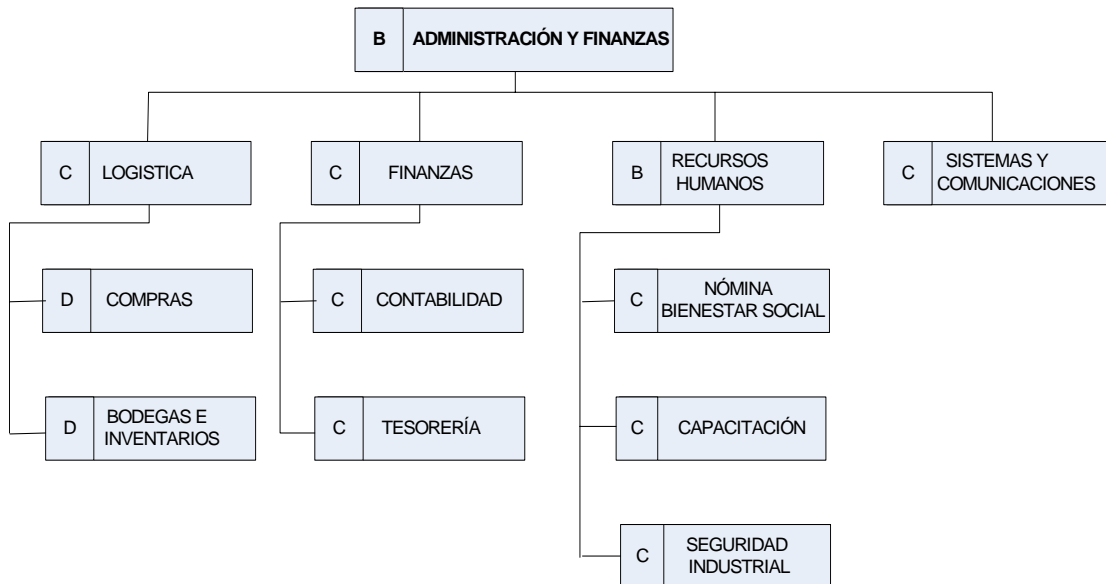 B ADMINISTRACIÓN Y FINANZAS
C LOGISTICA
C FINANZAS
B RECURSOS
HUMANOS
C SISTEMAS Y
COMUNICACIONES
D COMPRAS
C CONTABILIDAD
C NÓMINA
BIENESTAR SOCIAL
D BODEGAS E
INVENTARIOS
C TESORERÍA
C CAPACITACIÓN
C SEGURIDAD
INDUSTRIAL